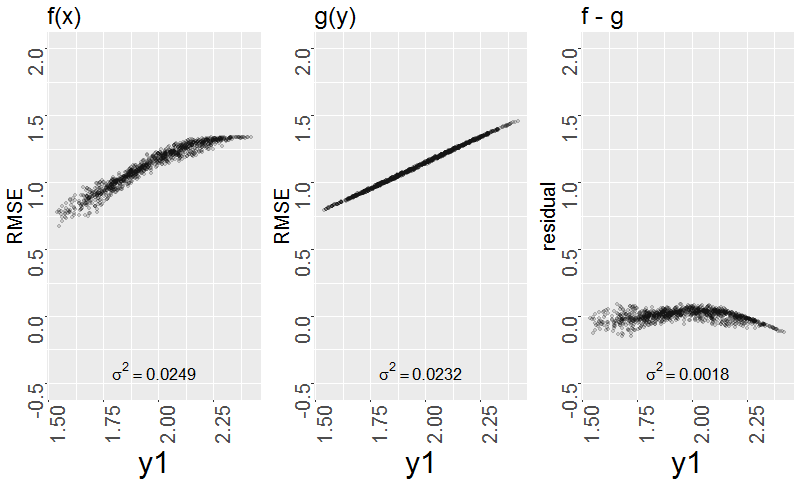 f(x)
RMSE
2.0
1.5
1.0
0.5
0.0
-0.5
σ² = 0.0249
1.50
1.75
2.00
2.25
y1
g(y)
RMSE
2.0
1.5
1.0
0.5
0.0
-0.5
σ² = 0.0232
1.50
1.75
2.00
2.25
y1
f - g
residual
2.0
1.5
1.0
0.5
0.0
-0.5
σ² = 0.0018
1.50
1.75
2.00
2.25
y1